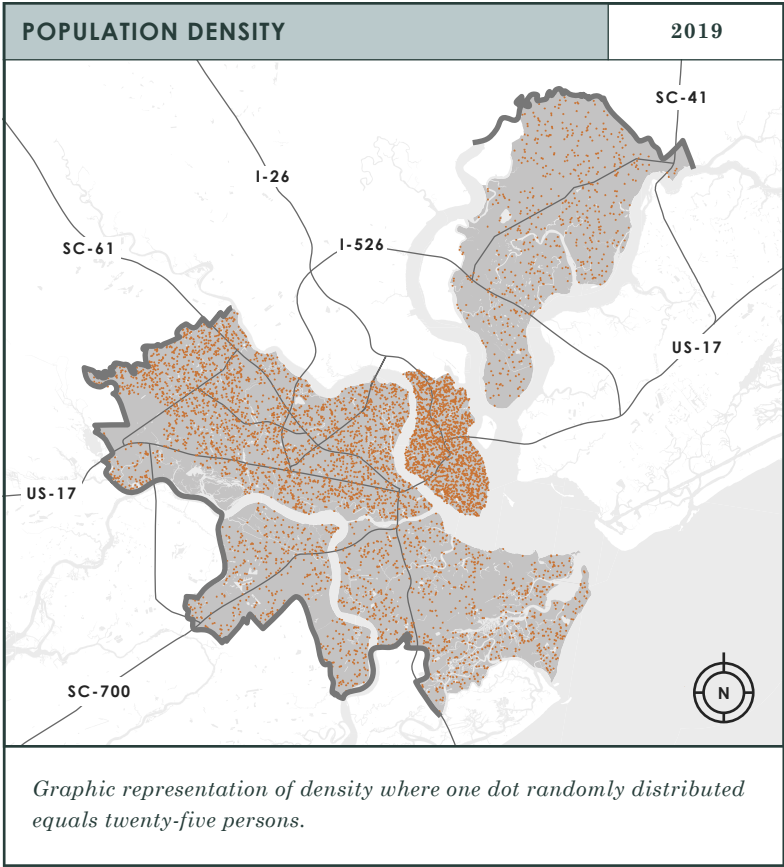 POPULATION DENSITY
2019
SC-41
I-26
I-526
SC-61
US-17
US-17
SC-700
N
Graphic representation of density where one dot randomly distributed
equals twenty-five persons.